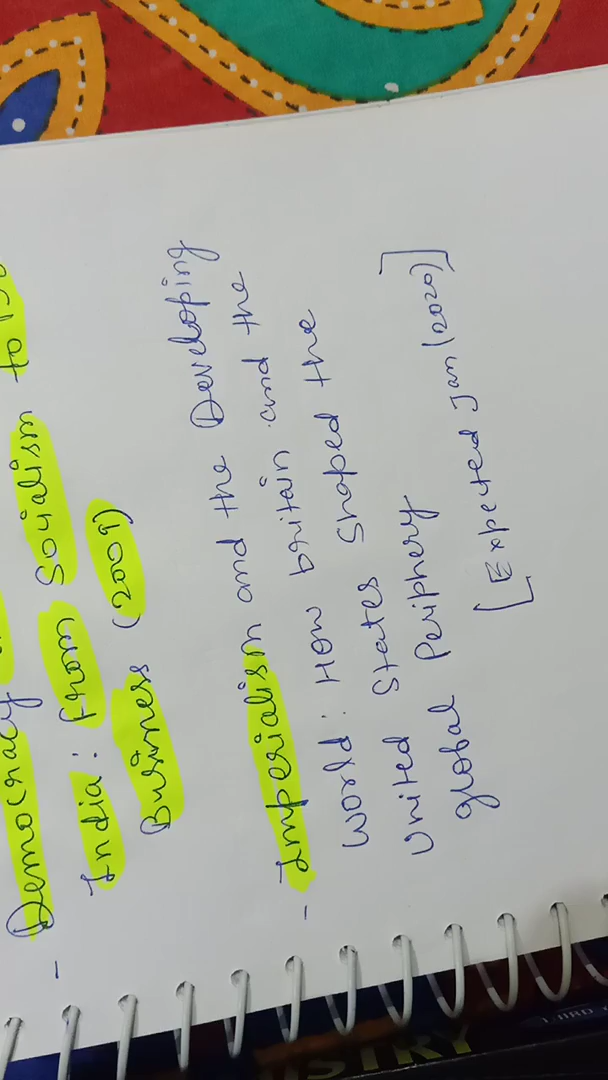 - Democracy
India: From Socialism to
Business (2009)
- Imperialism and the Developing
World: How britain and the
United States Shaped the
global Periphery
[Expected Jan (2020)]
ISTRY